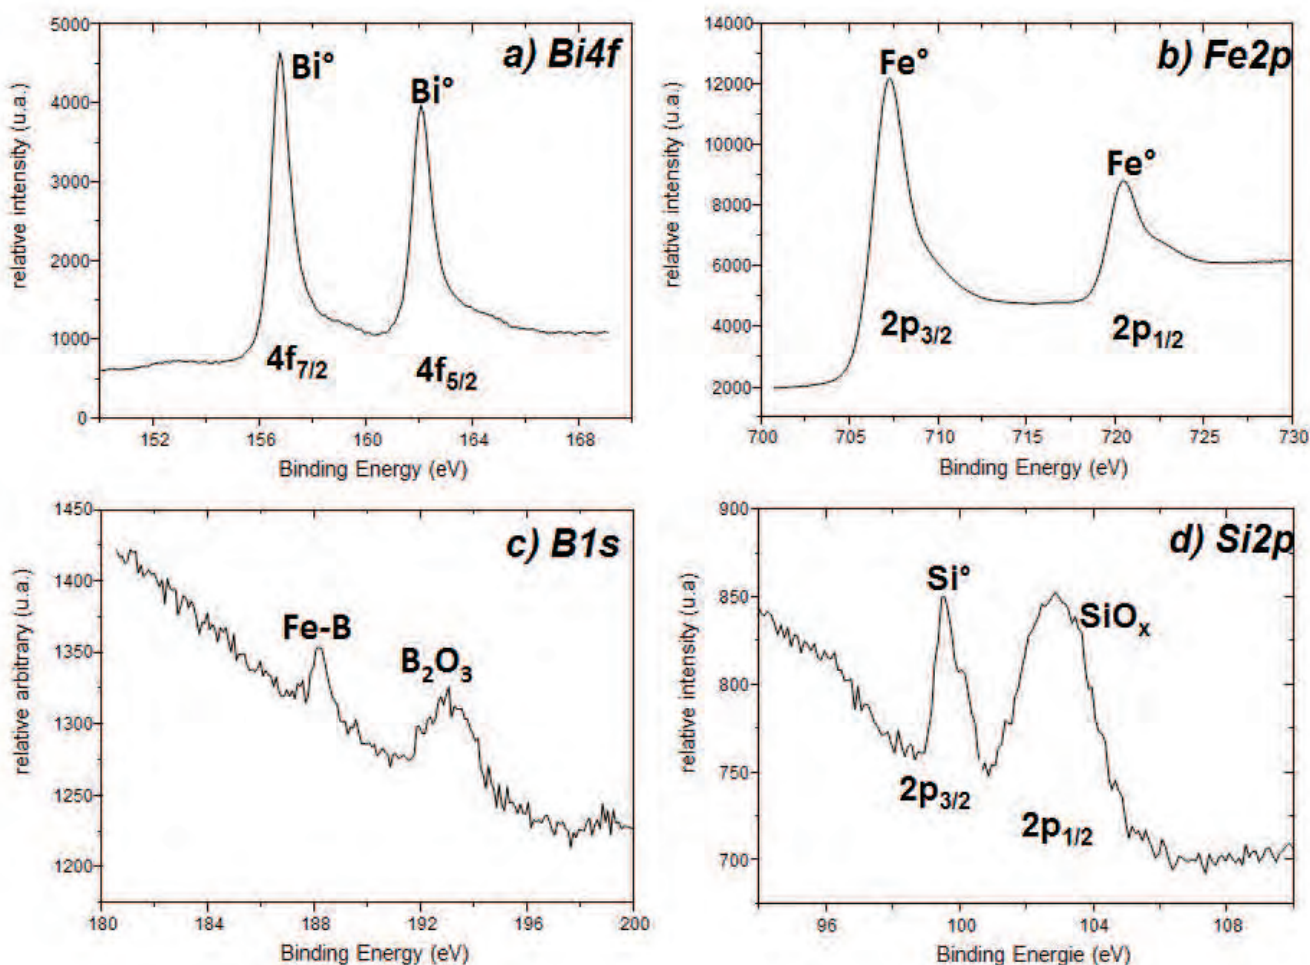 a) Bi4f
Bi°
Bi°
4f7/2
4f5/2
relative intensity (u.a.)
5000
4000
3000
2000
1000
0
152
156
160
164
168
Binding Energy (eV)
b) Fe2p
Fe°
Fe°
2p3/2
2p1/2
relative intensity (u.a.)
14000
12000
10000
8000
6000
4000
2000
700
705
710
715
720
725
730
Binding Energy (eV)
c) B1s
Fe-B
B2O3
relative arbitrary (u.a.)
1450
1400
1350
1300
1250
1200
180
184
188
192
196
200
Binding Energy (eV)
d) Si2p
Si°
SiOx
2p3/2
2p1/2
relative intensity (u.a)
900
850
800
750
700
96
100
104
108
Binding Energie (eV)